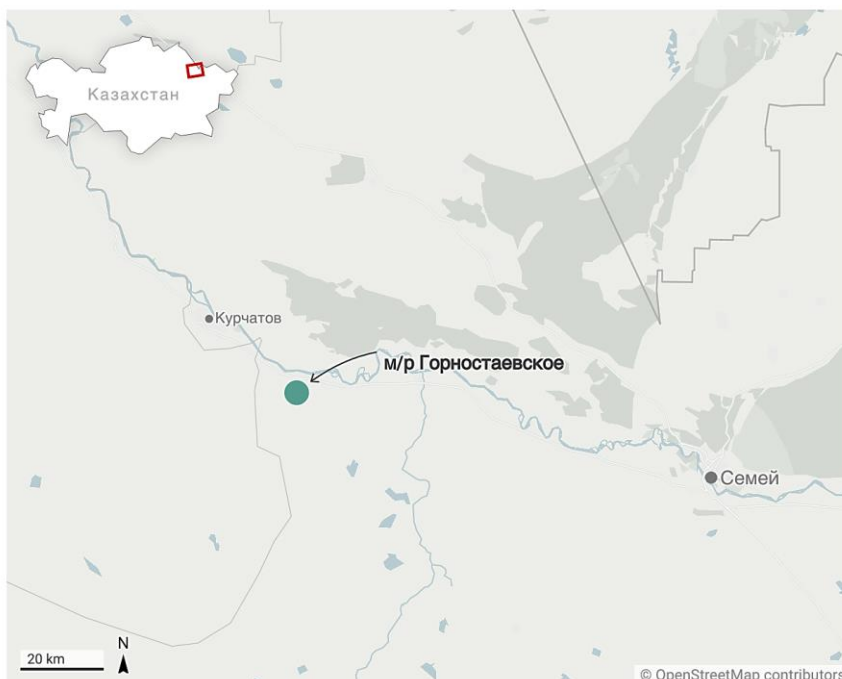 Казахстан
Курчатов
м/р Горностаевское
Семей
20 km
N
© OpenStreetMap contributors